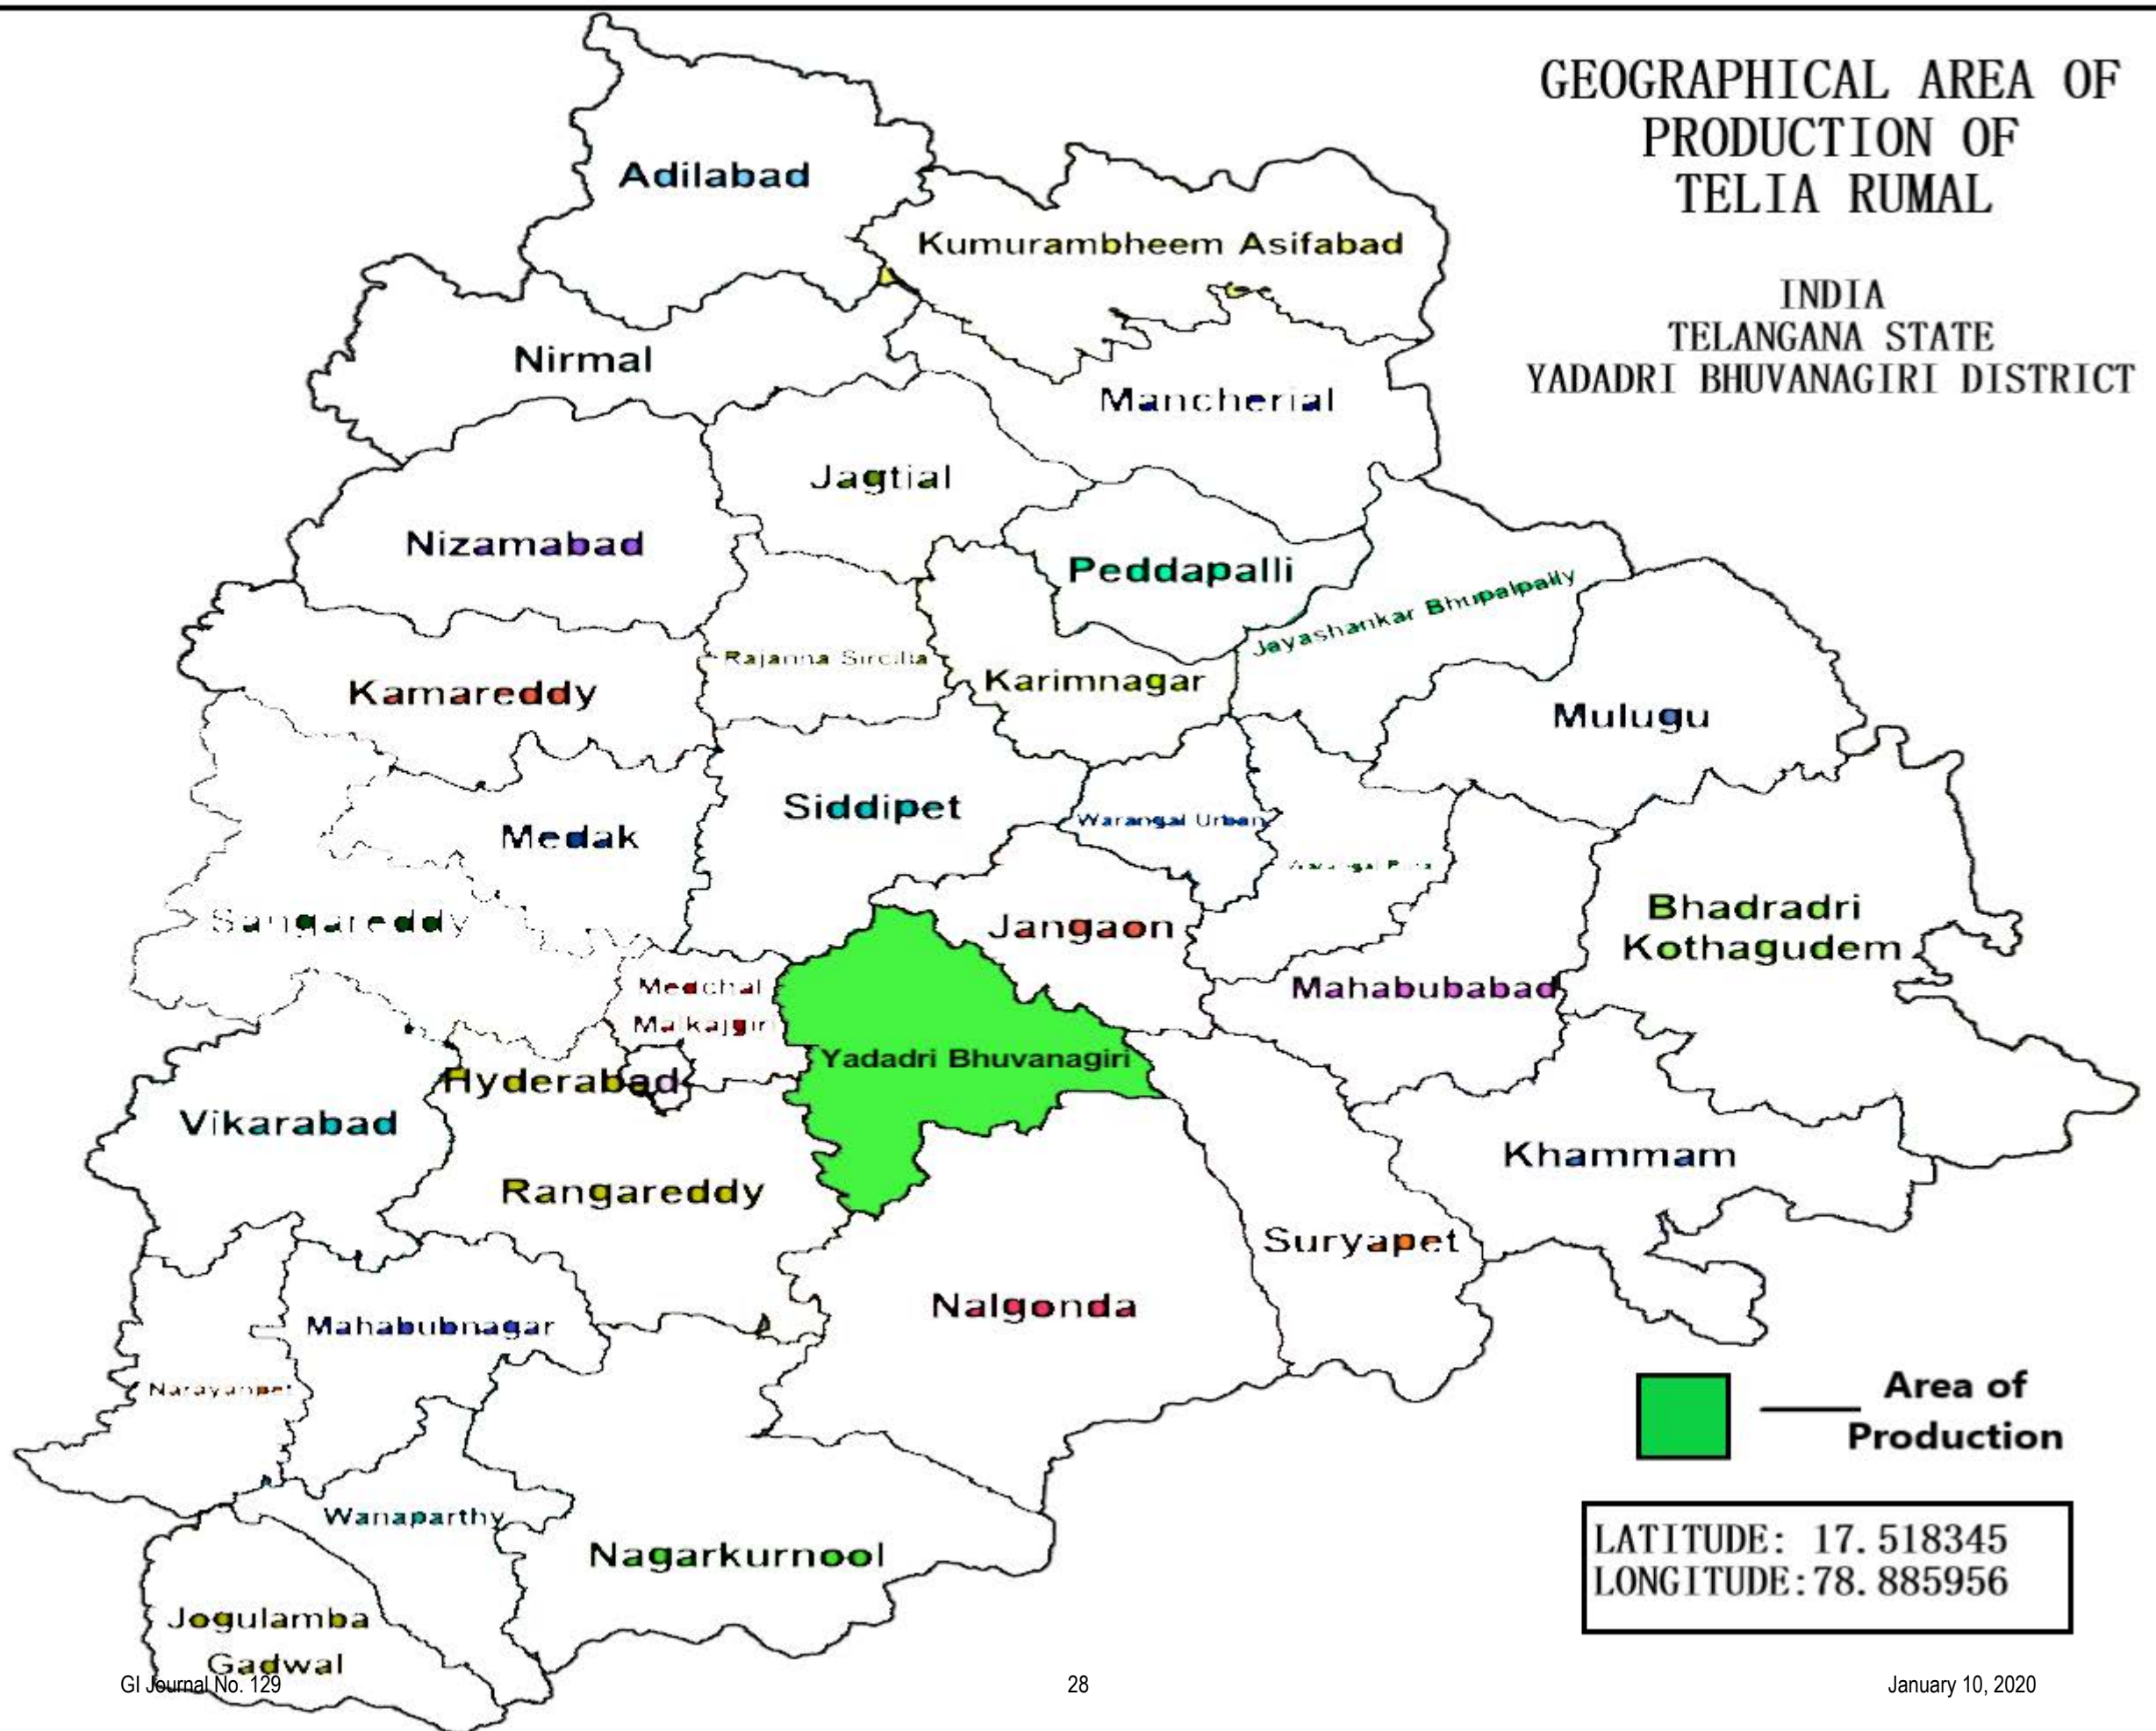 GEOGRAPHICAL AREA OF
PRODUCTION OF
TELIA RUMAL
INDIA
TELANGANA STATE
YADADRI BHUVANAGIRI DISTRICT
Adilabad
Kumurambheem Asifabad
Nirmal
Mancherial
Jagtial
Nizamabad
Peddapalli
Jayashankar Bhupalpally
Rajanna Sircilla
Karimnagar
Kamareddy
Mulugu
Siddipet
Warangal Urban
Medak
Warangal
Bhadradri
Kothagudem
Sangareddy
Jangaon
Medchal
Malkajgiri
Mahabubabad
Yadadri Bhuvanagiri
Hyderabad
Vikarabad
Khammam
Rangareddy
Suryapet
Nalgonda
Mahabubnagar
Narayanpet
Area of
Production
Wanaparthy
Nagarkurnool
LATITUDE: 17.518345
LONGITUDE:78.885956
Jogulamba
Gadwal
GI Journal No. 129
28
January 10, 2020